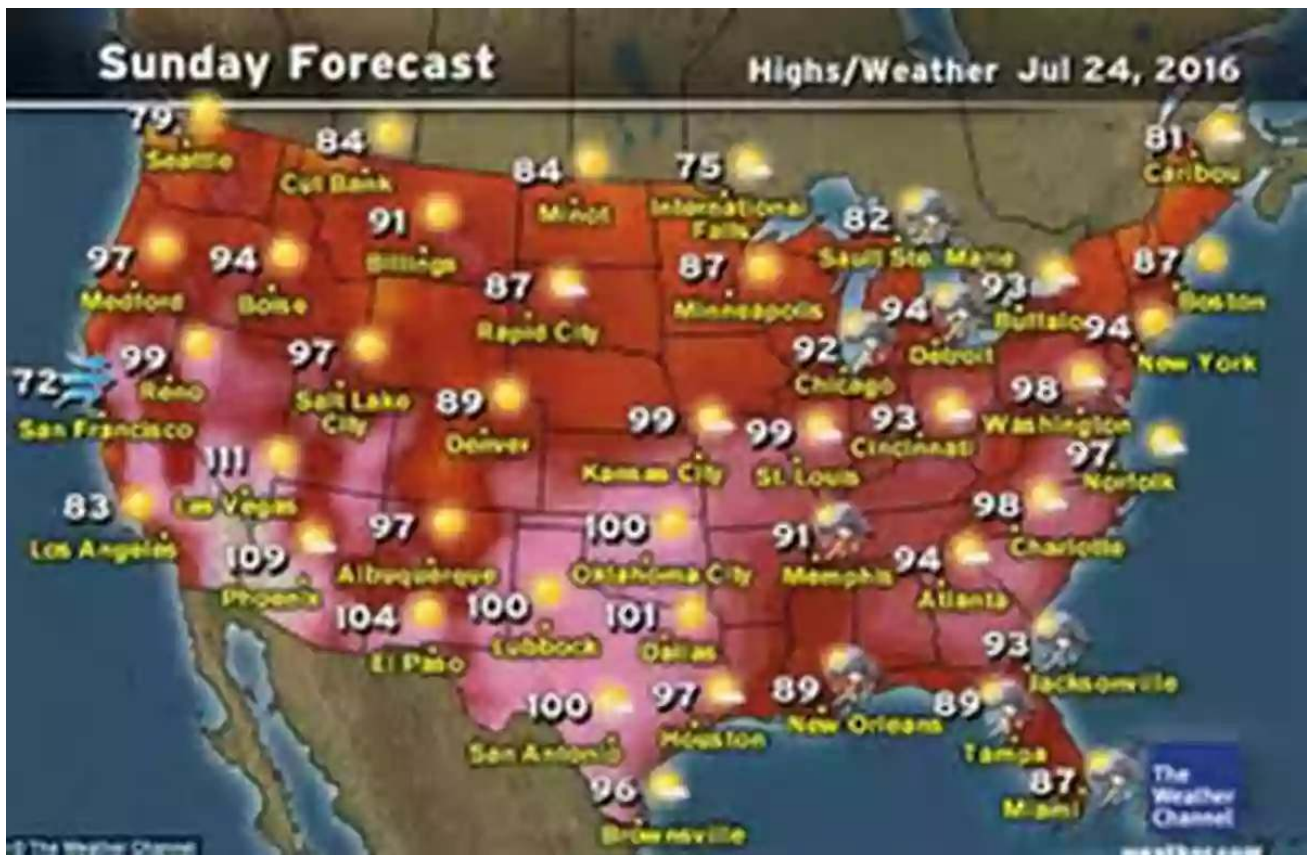 Sunday Forecast
Highs/Weather Jul 24, 2016
79
Seattle
84
Cut Bank
84
Minot
75
International
Falls
81
Caribou
91
Billings
82
Sault Ste. Marie
97
Medford
94
Boise
87
Rapid City
87
Minneapolis
94
Detroit
93
Buffalo
87
Boston
94
New York
72
San Francisco
99
Reno
97
Salt Lake
City
89
Denver
99
Kansas City
99
St. Louis
92
Chicago
93
Cincinnati
98
Washington
97
Norfolk
83
Los Angeles
111
Las Vegas
109
Phoenix
97
Albuquerque
100
Oklahoma City
91
Memphis
94
Atlanta
98
Charlotte
104
El Paso
100
Lubbock
101
Dallas
93
Jacksonville
100
San Antonio
97
Houston
89
New Orleans
89
Tampa
96
Brownsville
87
Miami
The
Weather
Channel
weather.com
© The Weather Channel